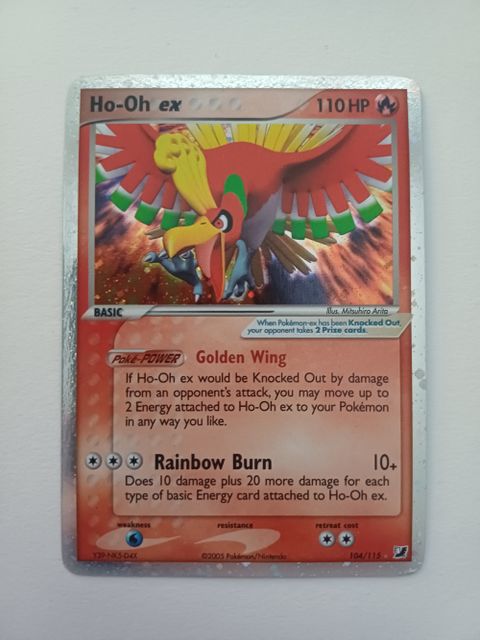 Ho-Oh ex
110 HP
BASIC
Illus. Mitsuhiro Arita
When Pokémon-ex has been Knocked Out,
your opponent takes 2 Prize cards.
Poké-POWER Golden Wing
If Ho-Oh ex would be Knocked Out by damage
from an opponent's attack, you may move up
to 2 Energy attached to Ho-Oh ex to your Pokémon
in any way you like.
Rainbow Burn 10+
Does 10 damage plus 20 more damage for each
type of basic Energy card attached to Ho-Oh ex.
weakness resistance retreat cost
©2005 Pokémon/Nintendo 104/115